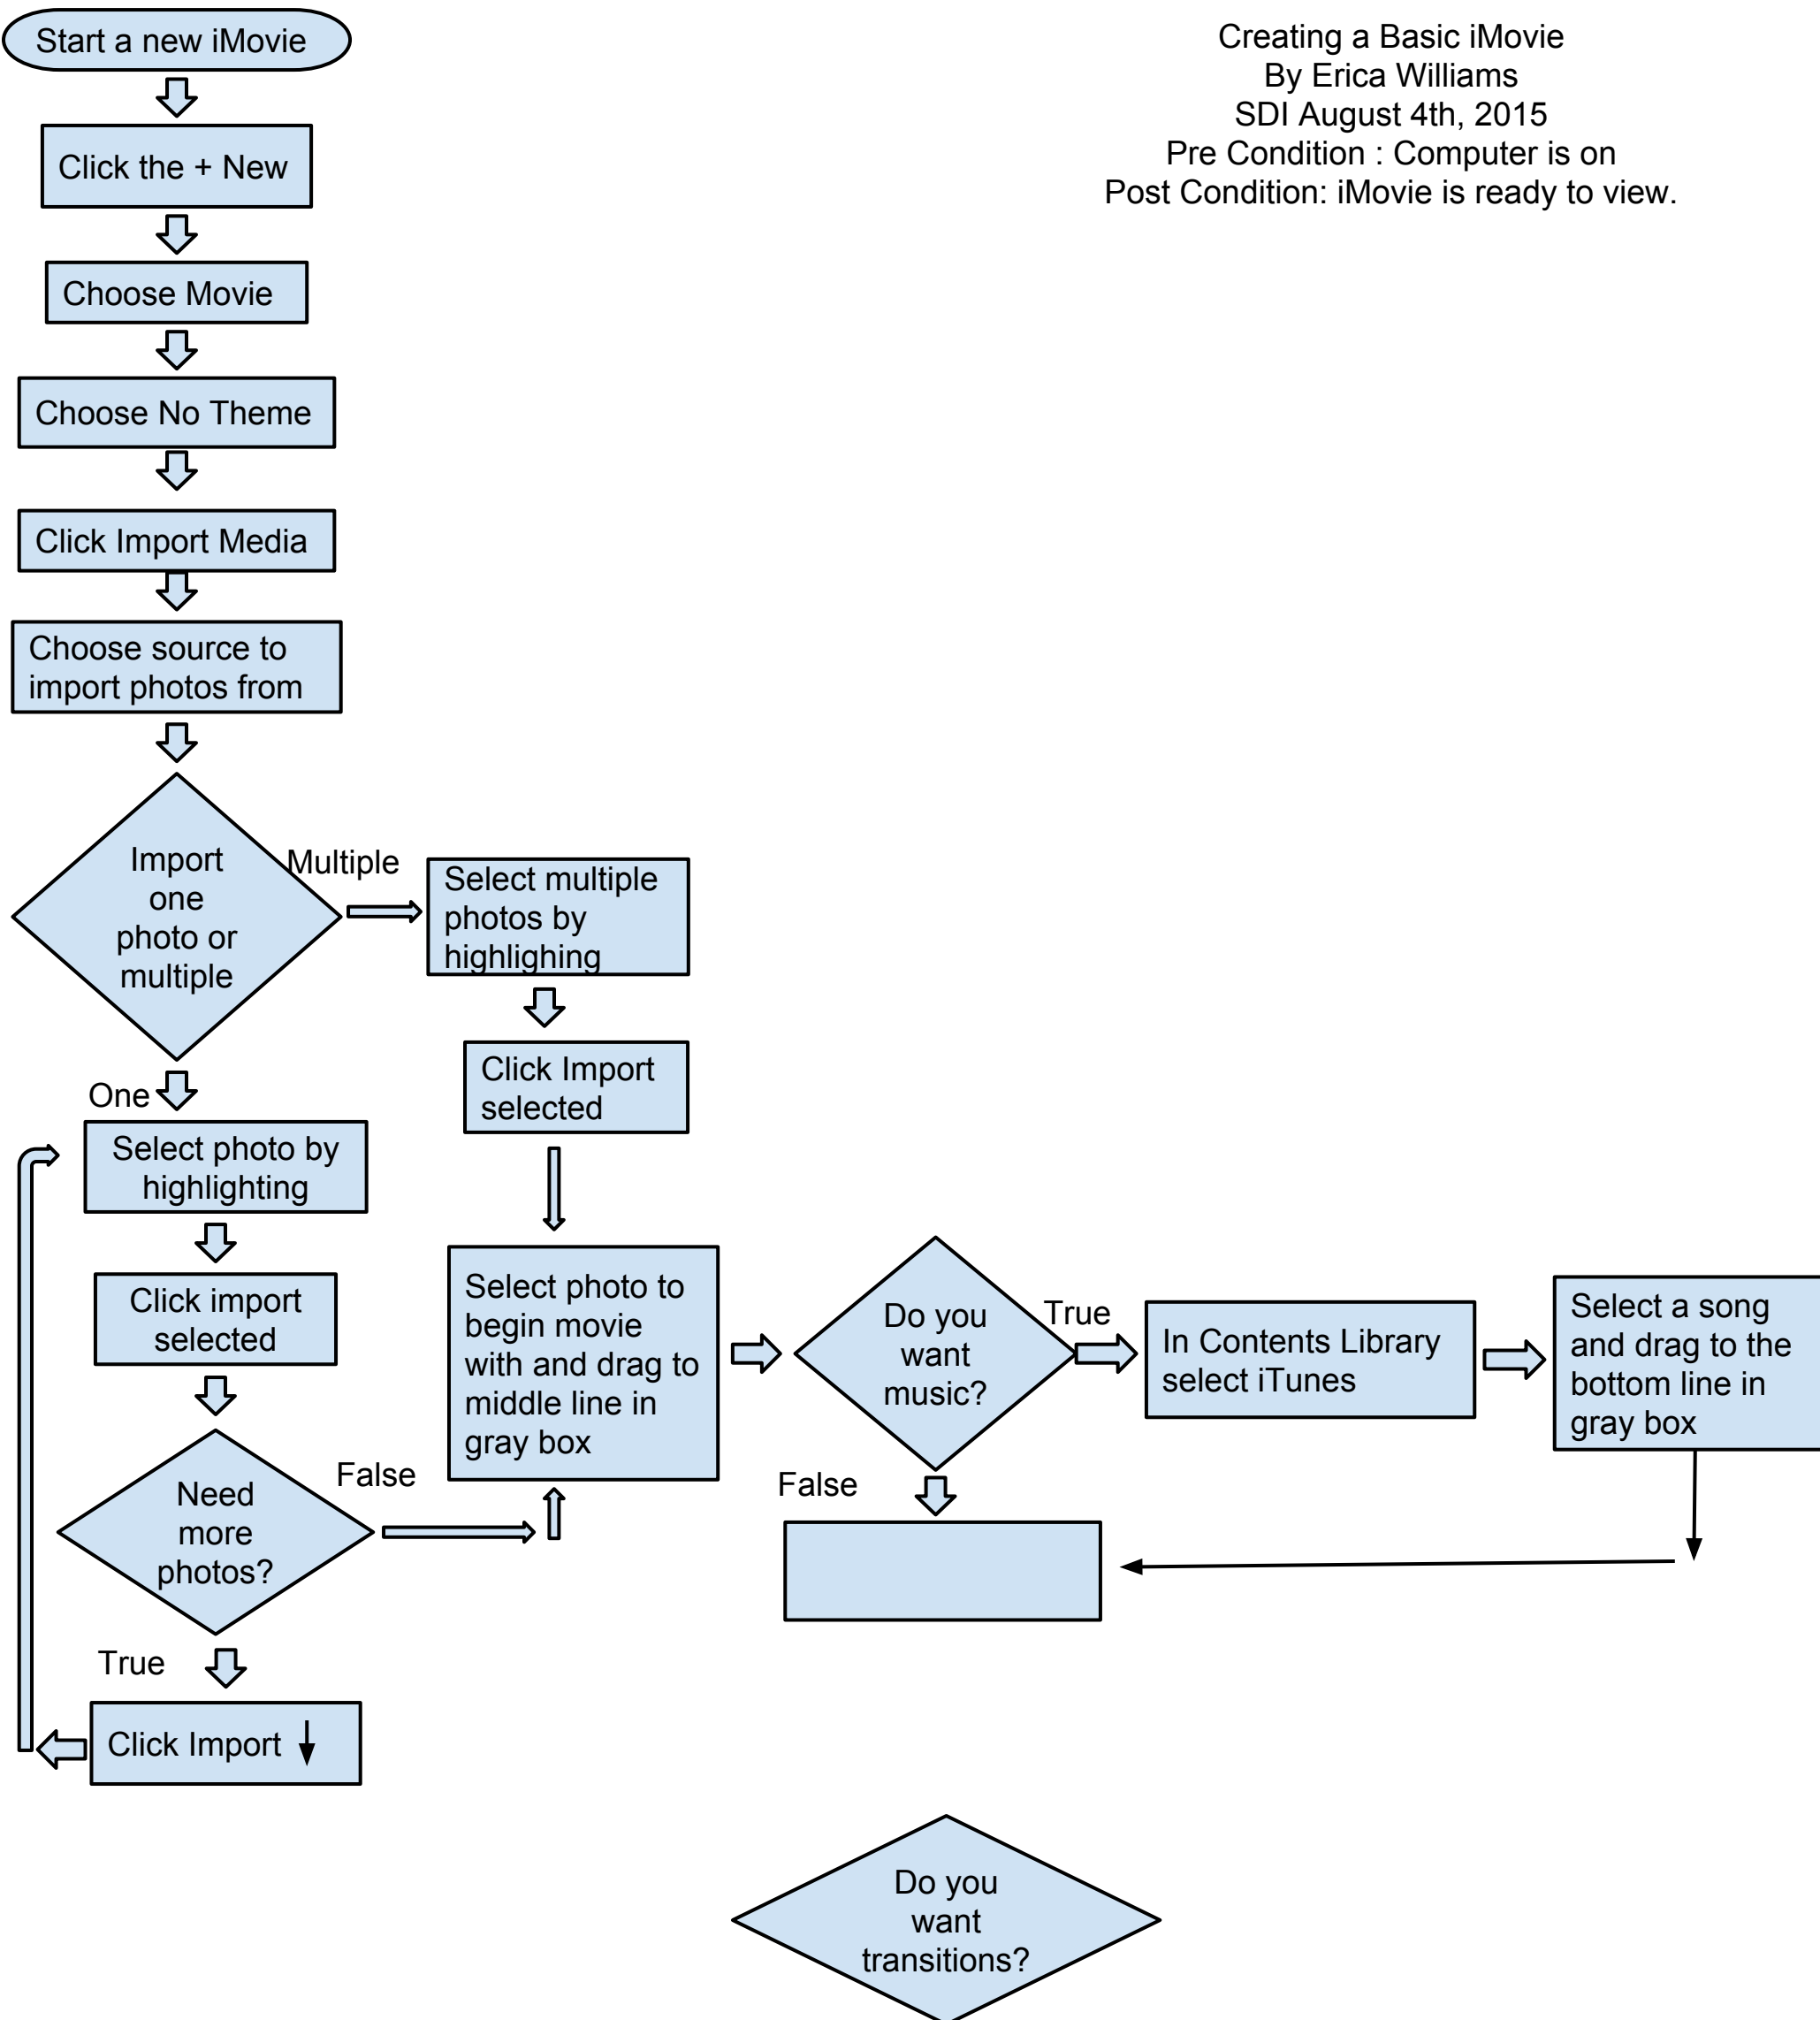 Start a new iMovie
Creating a Basic iMovie
By Erica Williams
SDI August 4th, 2015
Pre Condition : Computer is on
Post Condition: iMovie is ready to view.
Click the + New
Choose Movie
Choose No Theme
Click Import Media
Choose source to
import photos from
Import
one
photo or
multiple
Multiple
Select multiple
photos by
highlighing
Click Import
selected
One
Select photo by
highlighting
Click import
selected
Need
more
photos?
False
True
Click Import
Select photo to
begin movie
with and drag to
middle line in
gray box
Do you
want
music?
True
In Contents Library
select iTunes
Select a song
and drag to the
bottom line in
gray box
False
Do you
want
transitions?